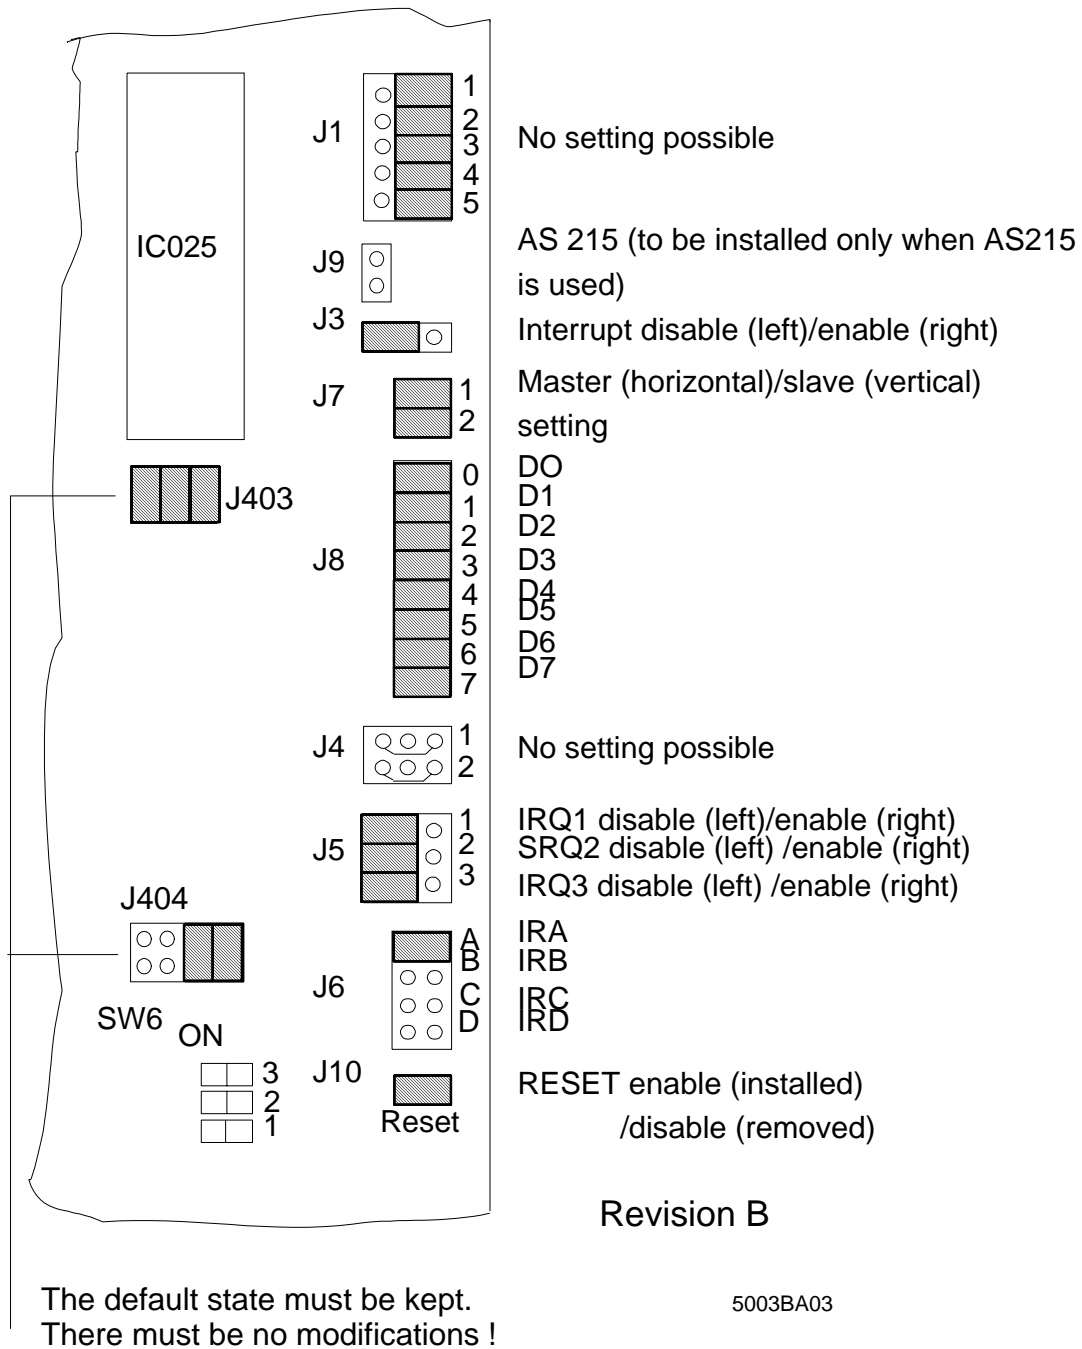 J1
1
2
3
4
5
No setting possible
IC025
J9
AS 215 (to be installed only when AS215
is used)
J3
Interrupt disable (left)/enable (right)
J7
1
2
Master (horizontal)/slave (vertical)
setting
J403
J8
0
1
2
3
4
5
6
7
DO
D1
D2
D3
D4
D5
D6
D7
J4
1
2
No setting possible
J5
1
2
3
IRQ1 disable (left)/enable (right)
SRQ2 disable (left) /enable (right)
IRQ3 disable (left) /enable (right)
J404
J6
A
B
C
D
IRA
IRB
IRC
IRD
SW6
ON
3
2
1
J10
Reset
RESET enable (installed)
/disable (removed)
Revision B
The default state must be kept.
There must be no modifications !
5003BA03